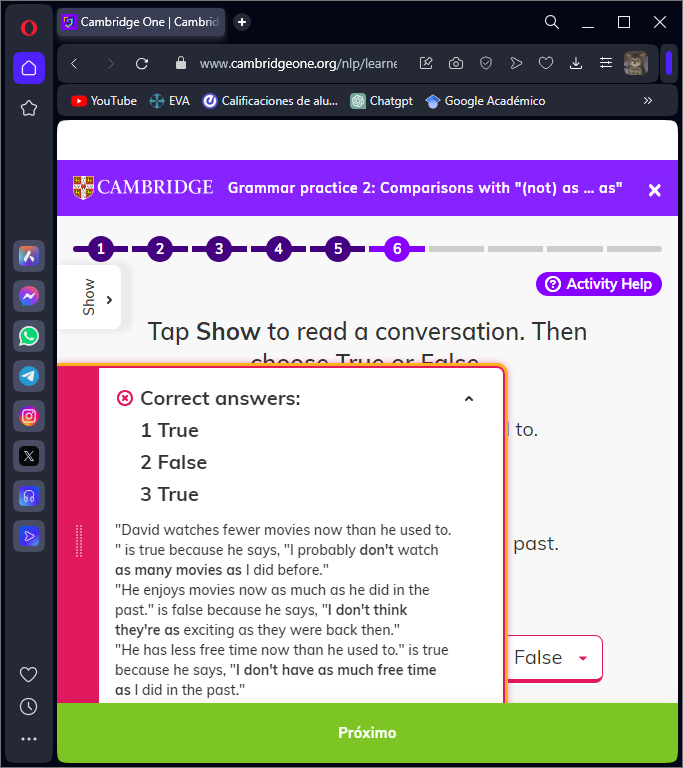 Cambridge One | Cambrid
www.cambridgeone.org/nlp/learne
YouTube
EVA
Calificaciones de alu...
Chatgpt
Google Académico
CAMBRIDGE
Grammar practice 2: Comparisons with "(not) as ... as"
1 2 3 4 5 6
Show
Activity Help
Tap Show to read a conversation. Then
choose True or False.
to.
Correct answers:
1 True
2 False
3 True
past.
False
"David watches fewer movies now than he used to.
" is true because he says, "I probably don't watch
as many movies as I did before."
"He enjoys movies now as much as he did in the
past." is false because he says, "I don't think
they're as exciting as they were back then."
"He has less free time now than he used to." is true
because he says, "I don't have as much free time
as I did in the past."
Próximo